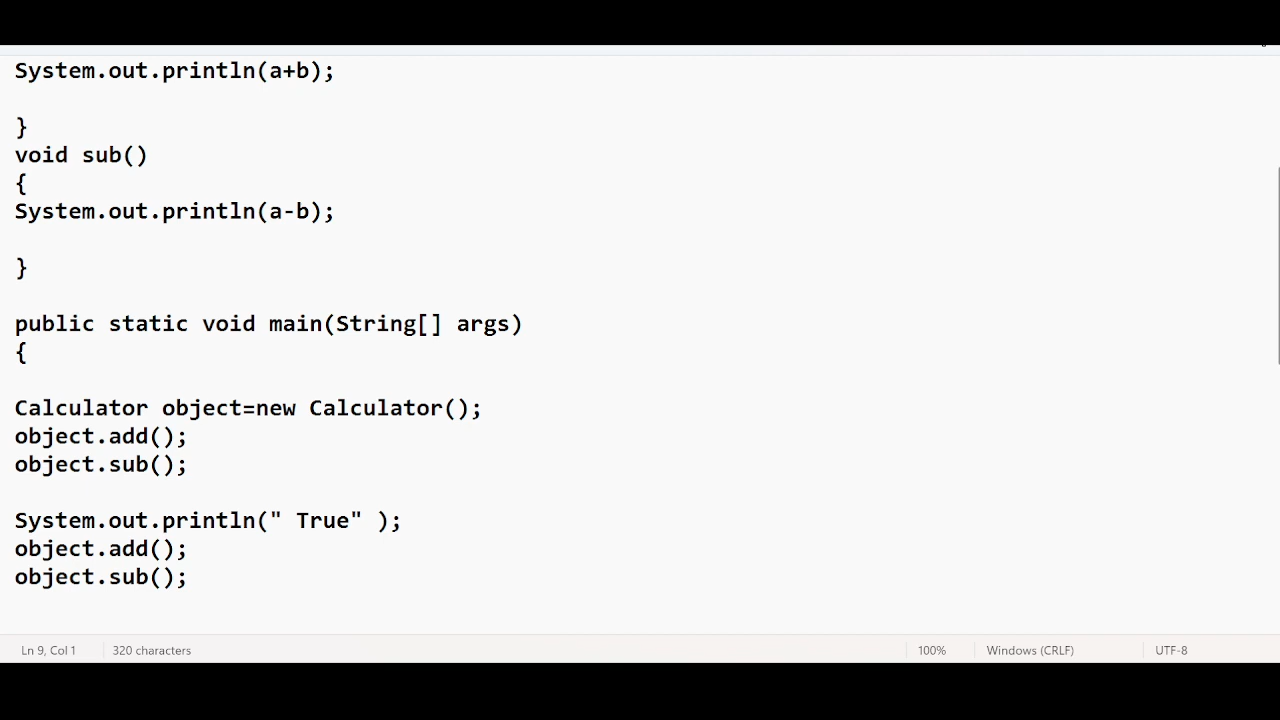 System.out.println(a+b);
}
void sub()
{
System.out.println(a-b);
}
public static void main(String[] args)
{
Calculator object=new Calculator();
object.add();
object.sub();
System.out.println(" True" );
object.add();
object.sub();
Ln 9, Col 1 320 characters 100% Windows (CRLF) UTF-8